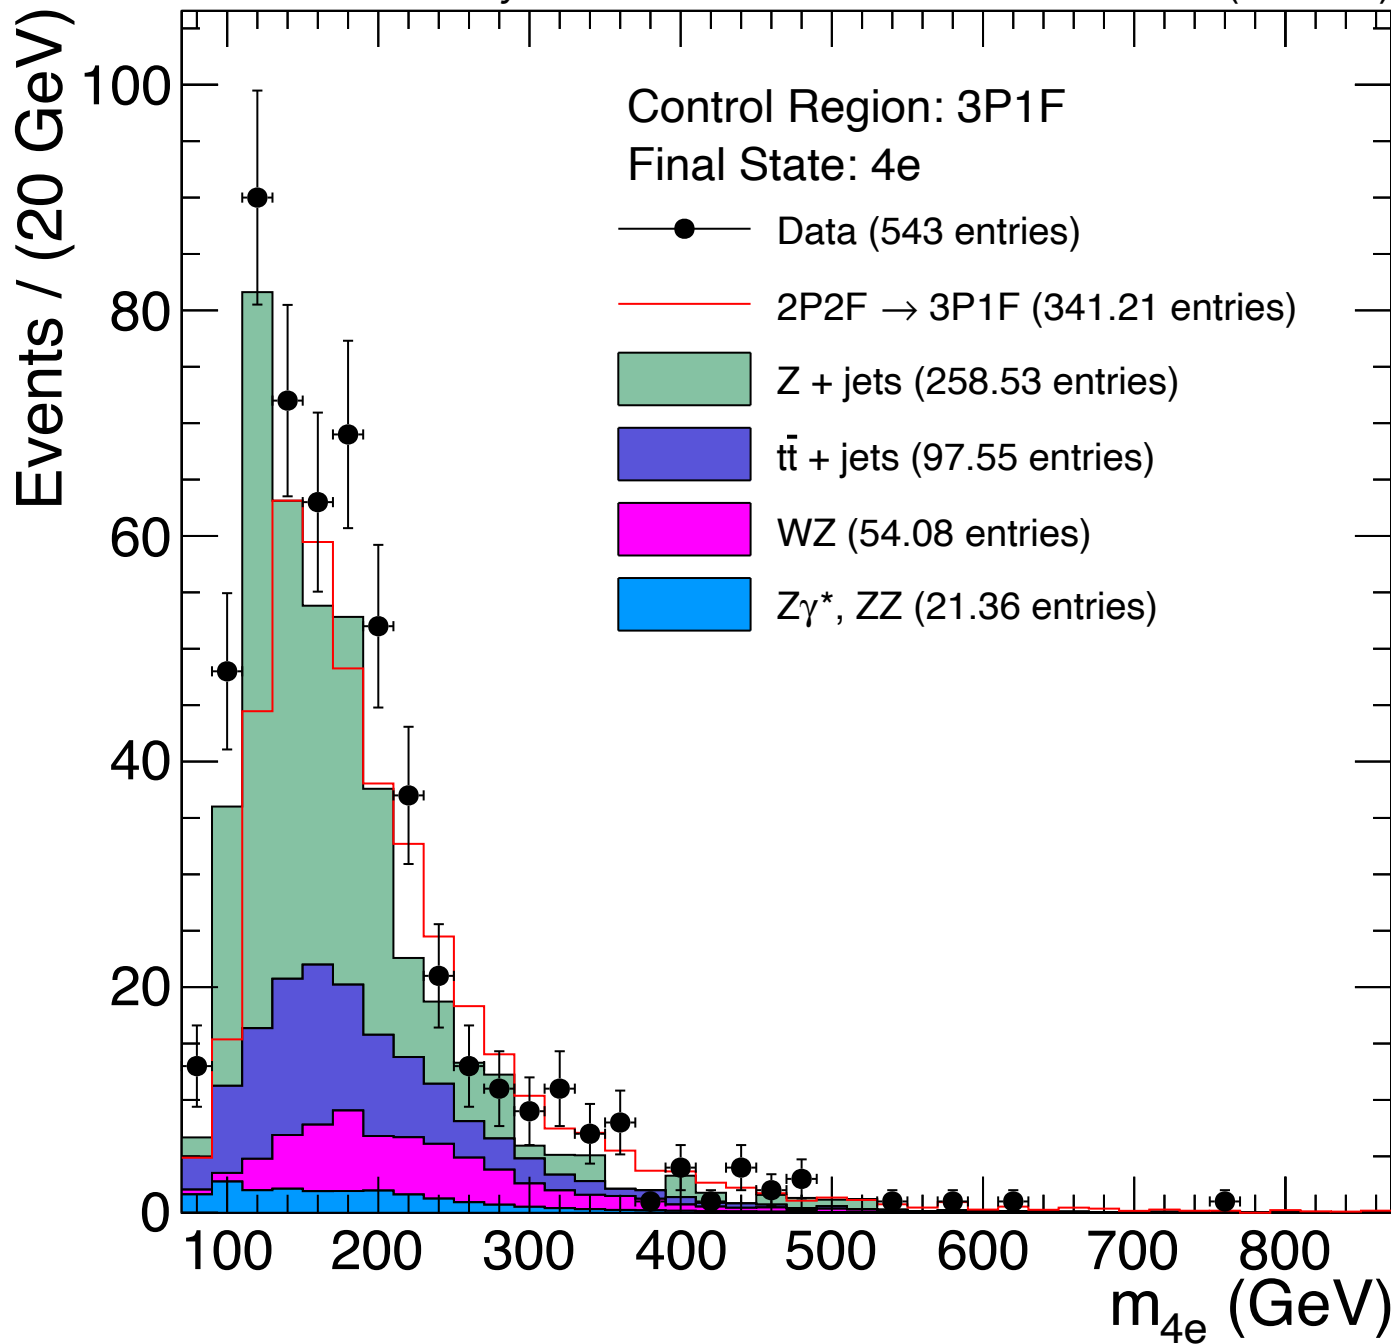 Events / (20 GeV)
100
80
60
40
20
0
Control Region: 3P1F
Final State: 4e
Data (543 entries)
2P2F → 3P1F (341.21 entries)
Z + jets (258.53 entries)
tt̄ + jets (97.55 entries)
WZ (54.08 entries)
Zγ*, ZZ (21.36 entries)
100 200 300 400 500 600 700 800
m4e (GeV)